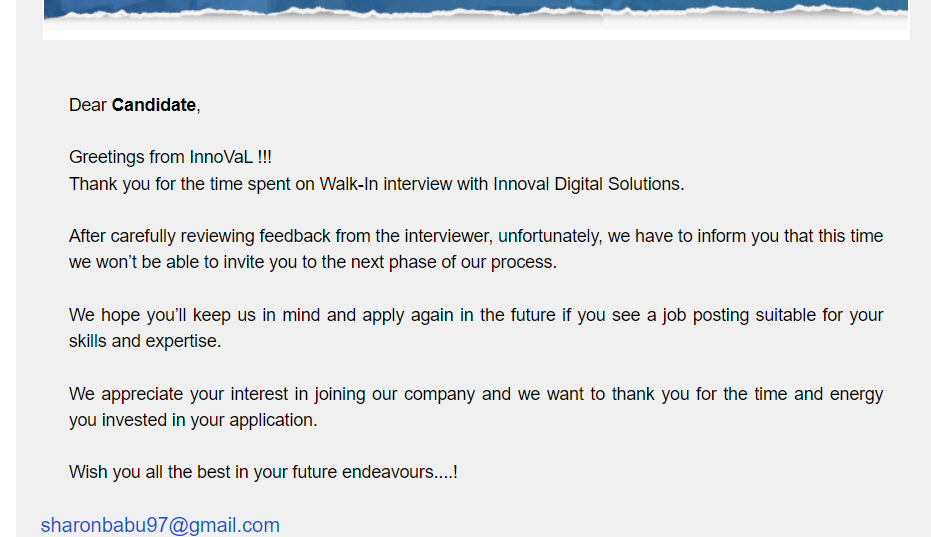 Dear Candidate,
Greetings from InnoVaL !!!
Thank you for the time spent on Walk-In interview with Innoval Digital Solutions.
After carefully reviewing feedback from the interviewer, unfortunately, we have to inform you that this time
we won’t be able to invite you to the next phase of our process.
We hope you’ll keep us in mind and apply again in the future if you see a job posting suitable for your
skills and expertise.
We appreciate your interest in joining our company and we want to thank you for the time and energy
you invested in your application.
Wish you all the best in your future endeavours....!
sharonbabu97@gmail.com